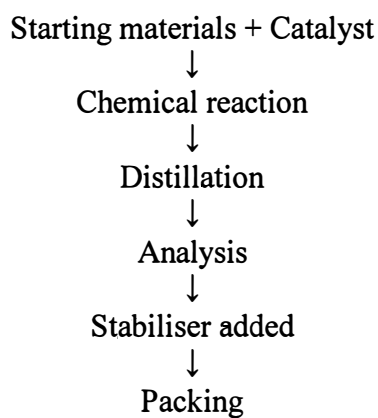 Starting materials + Catalyst
↓
Chemical reaction
↓
Distillation
↓
Analysis
↓
Stabiliser added
↓
Packing